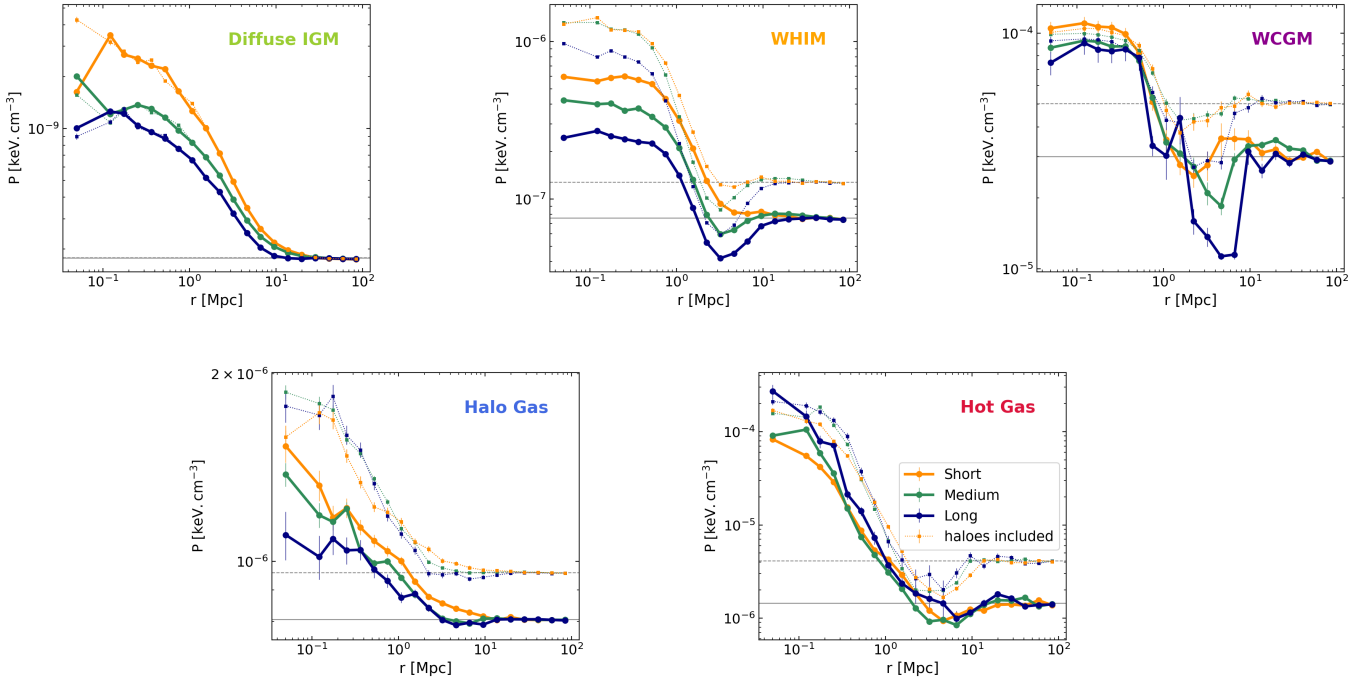 Diffuse IGM
P [keV. cm⁻³]
10⁻⁹
10⁻¹ 10⁰ 10¹ 10²
r [Mpc]
WHIM
P [keV. cm⁻³]
10⁻⁶
10⁻⁷
10⁻¹ 10⁰ 10¹ 10²
r [Mpc]
WCGM
P [keV. cm⁻³]
10⁻⁴
10⁻⁵
10⁻¹ 10⁰ 10¹ 10²
r [Mpc]
Halo Gas
P [keV. cm⁻³]
2 × 10⁻⁶
10⁻⁶
10⁻¹ 10⁰ 10¹ 10²
r [Mpc]
Hot Gas
P [keV. cm⁻³]
10⁻⁴
10⁻⁵
10⁻⁶
Short
Medium
Long
haloes included
10⁻¹ 10⁰ 10¹ 10²
r [Mpc]